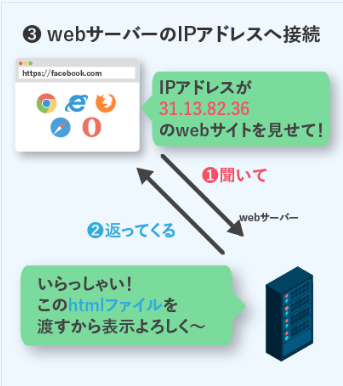 ❸ webサーバーのIPアドレスへ接続
https://facebook.com
IPアドレスが
31.13.82.36
のwebサイトを見せて!
❶聞いて
webサーバー
❷返ってくる
いらっしゃい!
このhtmlファイルを
渡すから表示よろしく〜